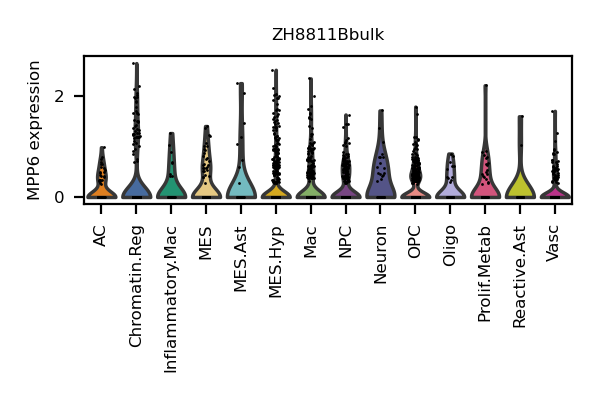 ZH8811Bbulk
MPP6 expression
2
0
AC
Chromatin.Reg
Inflammatory.Mac
MES
MES.Ast
MES.Hyp
Mac
NPC
Neuron
OPC
Oligo
Prolif.Metab
Reactive.Ast
Vasc